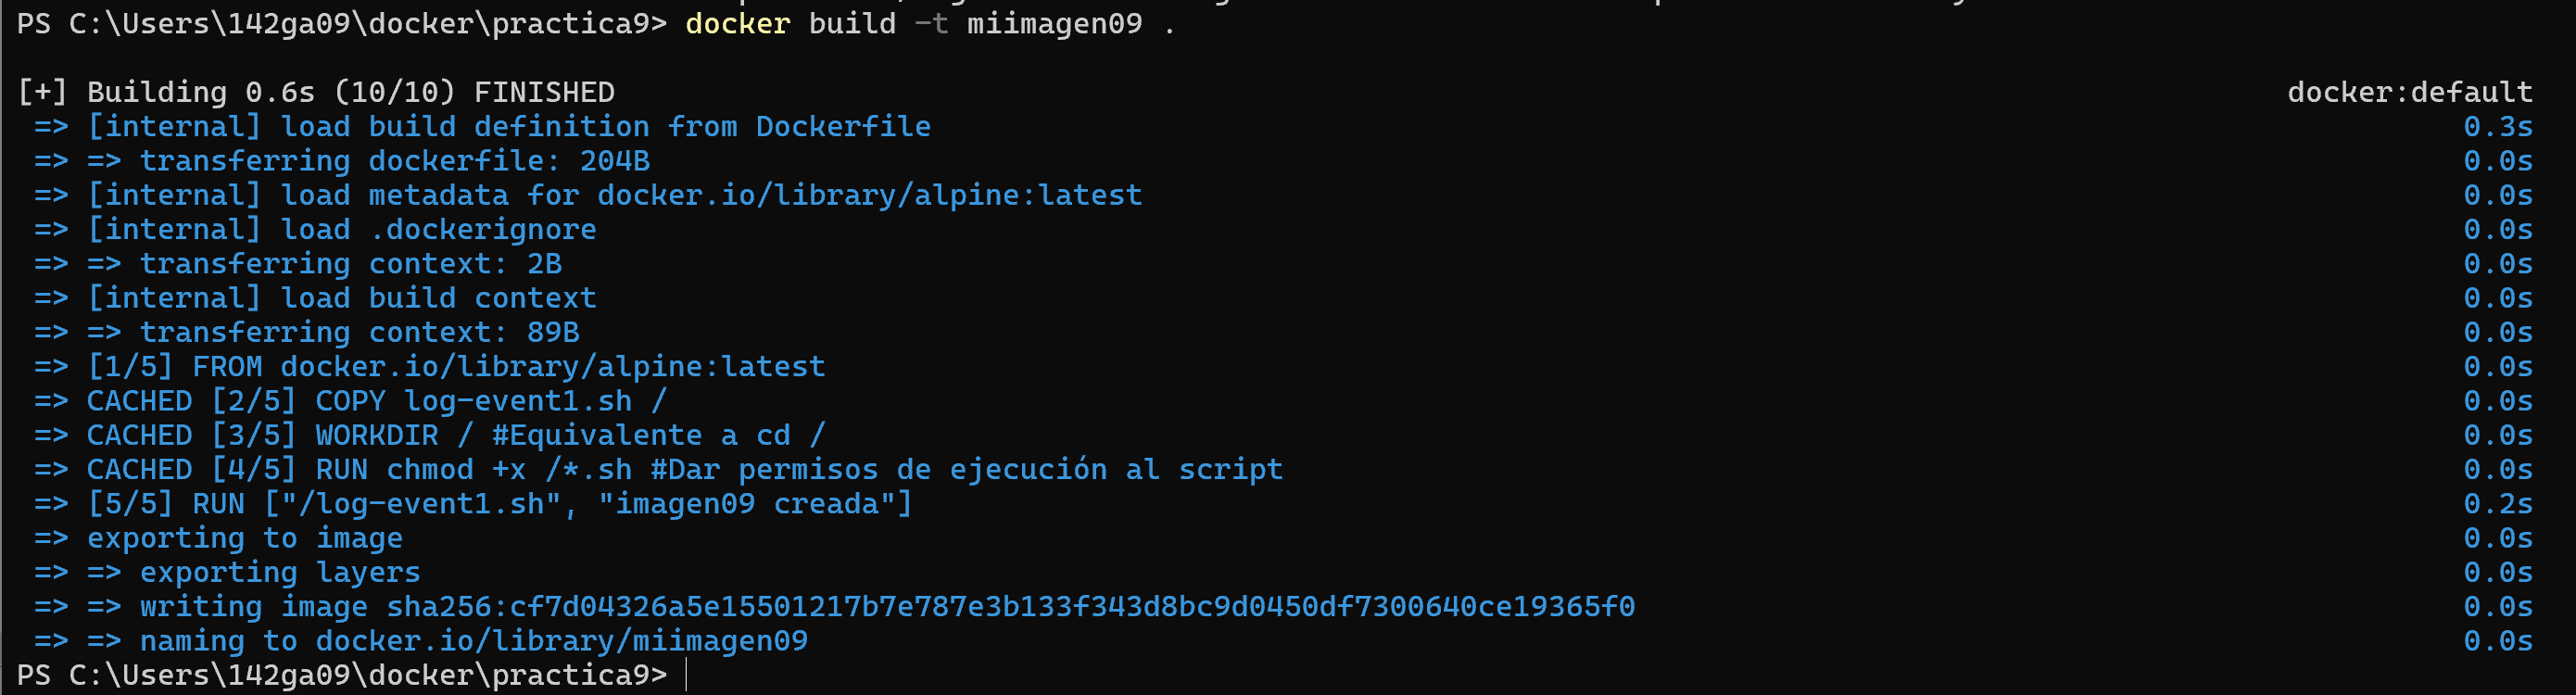 PS C:\Users\142ga09\docker\practica9> docker build -t miimagen09 .
[+] Building 0.6s (10/10) FINISHED docker:default
=> [internal] load build definition from Dockerfile 0.3s
=> => transferring dockerfile: 204B 0.0s
=> [internal] load metadata for docker.io/library/alpine:latest 0.0s
=> [internal] load .dockerignore 0.0s
=> => transferring context: 2B 0.0s
=> [internal] load build context 0.0s
=> => transferring context: 89B 0.0s
=> [1/5] FROM docker.io/library/alpine:latest 0.0s
=> CACHED [2/5] COPY log-event1.sh / 0.0s
=> CACHED [3/5] WORKDIR / #Equivalente a cd / 0.0s
=> CACHED [4/5] RUN chmod +x /*.sh #Dar permisos de ejecución al script 0.0s
=> [5/5] RUN ["/log-event1.sh", "imagen09 creada"] 0.2s
=> exporting to image 0.0s
=> => exporting layers 0.0s
=> => writing image sha256:cf7d04326a5e15501217b7e787e3b133f343d8bc9d0450df7300640ce19365f0 0.0s
=> => naming to docker.io/library/miimagen09 0.0s
PS C:\Users\142ga09\docker\practica9>